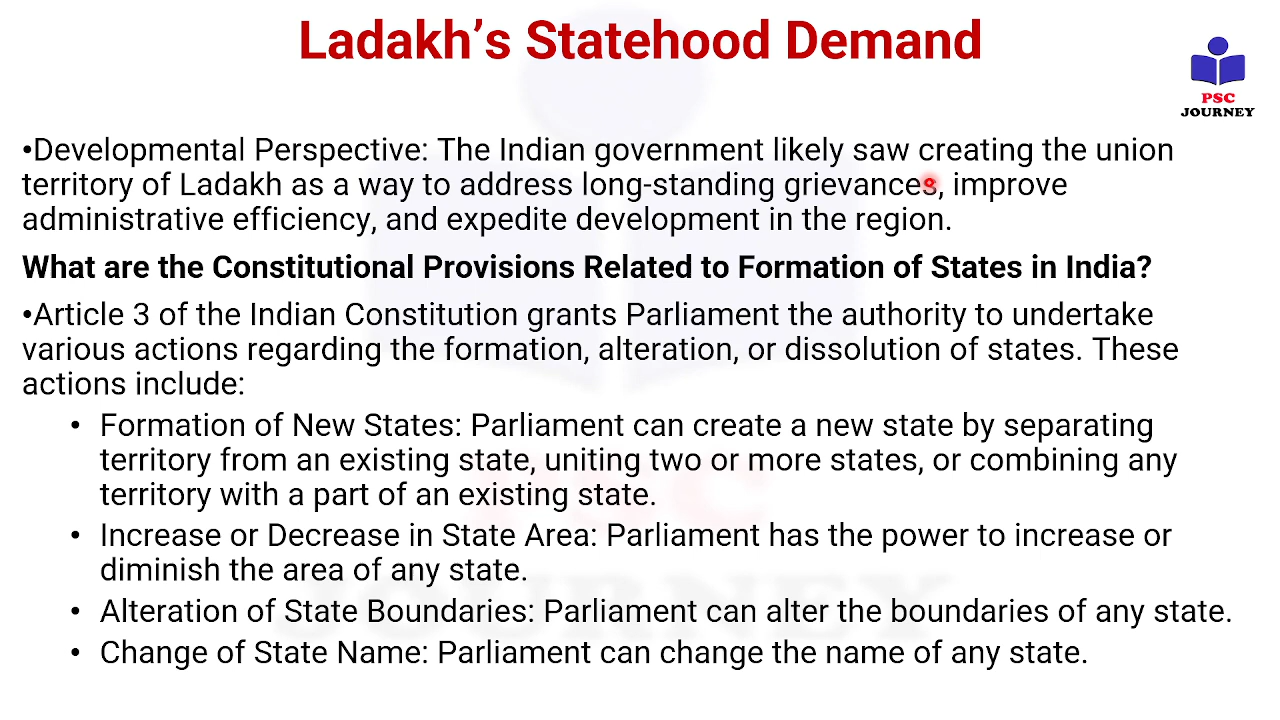 Ladakh’s Statehood Demand
PSC
JOURNEY
•Developmental Perspective: The Indian government likely saw creating the union
territory of Ladakh as a way to address long-standing grievances, improve
administrative efficiency, and expedite development in the region.
What are the Constitutional Provisions Related to Formation of States in India?
•Article 3 of the Indian Constitution grants Parliament the authority to undertake
various actions regarding the formation, alteration, or dissolution of states. These
actions include:
• Formation of New States: Parliament can create a new state by separating
territory from an existing state, uniting two or more states, or combining any
territory with a part of an existing state.
• Increase or Decrease in State Area: Parliament has the power to increase or
diminish the area of any state.
• Alteration of State Boundaries: Parliament can alter the boundaries of any state.
• Change of State Name: Parliament can change the name of any state.
PSC
JOURNEY